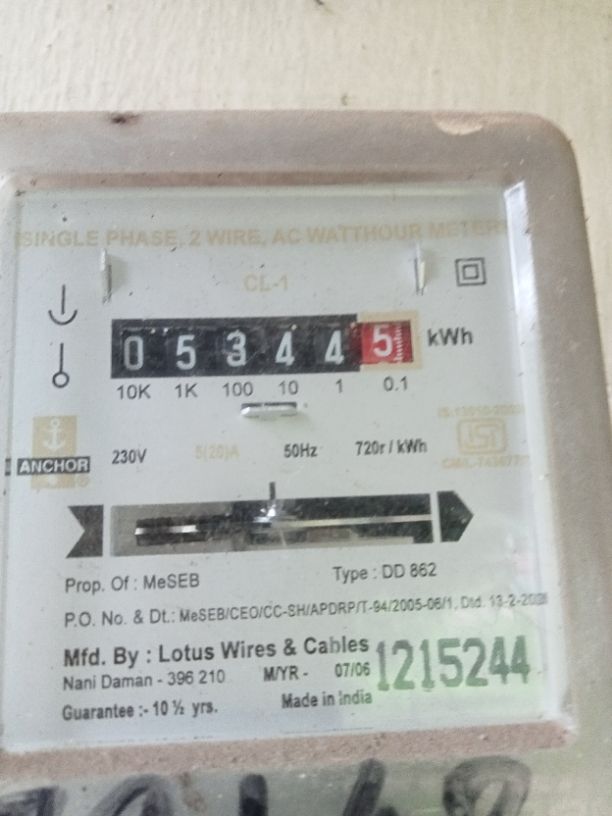 SINGLE PHASE, 2 WIRE, AC WATTHOUR METERS
CL-1
0 5 3 4 4 5 kWh
10K 1K 100 10 1 0.1
ANCHOR ®
230V 5(20)A 50Hz 720r / kWh
Prop. Of : MeSEB Type : DD 862
P.O. No. & Dt.: MeSEB/CEO/CC-SH/APDRP/T-94/2005-06/1, Dtd. 13-2-
Mfd. By : Lotus Wires & Cables
Nani Daman - 396 210 M/YR - 07/06
1215244
Guarantee :- 10 ½ yrs. Made in India